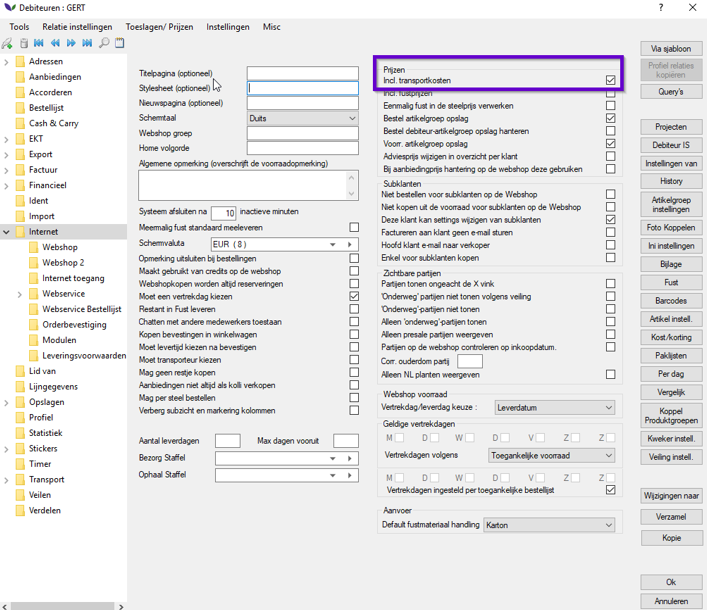 Debiteuren : GERT
Tools Relatie instellingen Toeslagen/ Prijzen Instellingen Misc
Adressen
Aanbiedingen
Accorderen
Bestellijst
Cash & Carry
EKT
Export
Factuur
Financieel
Ident
Import
Internet
Webshop
Webshop 2
Internet toegang
Webservice
Webservice Bestellijst
Orderbevestiging
Modulen
Leveringsvoorwaarden
Lid van
Lijngegevens
Opslagen
Profiel
Statistiek
Stickers
Timer
Transport
Veilen
Verdelen
Titelpagina (optioneel)
Stylesheet (optioneel)
Nieuwspagina (optioneel)
Schermtaal Duits
Webshop groep
Home volgorde
Algemene opmerking (overschrijft de voorraadopmerking)
Systeem afsluiten na 10 inactieve minuten
Meermalig fust standaard meeleveren
Schermvaluta EUR ( 8 )
Opmerking uitsluiten bij bestellingen
Maakt gebruikt van credits op de webshop
Webshopkopen worden altijd reserveringen
Moet een vertrekdag kiezen
Restant in Fust leveren
Chatten met andere medewerkers toestaan
Kopen bevestingen in winkelwagen
Moet levertijd kiezen na bevestigen
Moet transporteur kiezen
Mag geen restje kopen
Aanbiedingen niet altijd als kolli verkopen
Mag per steel bestellen
Verberg subzicht en markering kolommen
Aantal leverdagen Max dagen vooruit
Bezorg Staffel
Ophaal Staffel
Prijzen
Incl. transportkosten
Incl. fustprijzen
Eenmalig fust in de steelprijs verwerken
Bestel artikelgroep opslag
Bestel debiteur-artikelgroep opslag hanteren
Voorr. artikelgroep opslag
Adviesprijs wijzigen in overzicht per klant
Bij aanbiedingprijs hantering op de webshop deze gebruiken
Subklanten
Niet bestellen voor subklanten op de Webshop
Niet kopen uit de voorraad voor subklanten op de Webshop
Deze klant kan settings wijzigen van subklanten
Factureren aan klant geen e-mail sturen
Hoofd klant e-mail naar verkoper
Enkel voor subklanten kopen
Zichtbare partijen
Partijen tonen ongeacht de X vink
'Onderweg' partijen niet tonen volgens veiling
'Onderweg'-partijen niet tonen
Alleen 'onderweg'-partijen tonen
Alleen presale partijen weergeven
Partijen op de webshop controleren op inkoopdatum.
Corr. ouderdom partij
Alleen NL planten weergeven
Webshop voorraad
Vertrekdag/leverdag keuze : Leverdatum
Geldige vertrekdagen
M D W D V Z Z
Vertrekdagen volgens Toegankelijke voorraad
M D W D V Z Z
Vertrekdagen ingesteld per toegankelijke bestellijst
Aanvoer
Default fustmateriaal handling Karton
Via sjabloon
Profiel relaties
kopiëren
Query's
Projecten
Debiteur IS
Instellingen van
History
Artikelgroep
instellingen
Foto Koppelen
Ini instellingen
Bijlage
Fust
Barcodes
Artikel instell.
Kost/korting
Paklijsten
Per dag
Vergelijk
Koppel
Produktgroepen
Kweker instell.
Veiling instell.
Wijzigingen naar
Verzamel
Kopie
Ok
Annuleren